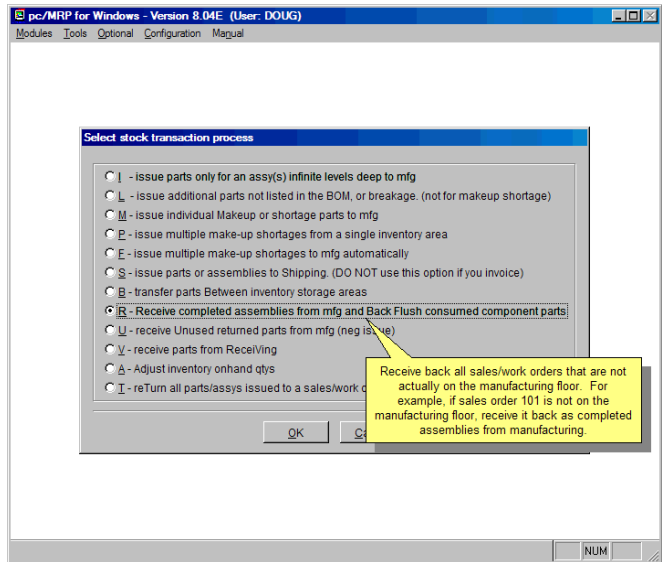 pc/MRP for Windows - Version 8.04E (User: DOUG)
Modules Tools Optional Configuration Manual
Select stock transaction process
I - issue parts only for an assy(s) infinite levels deep to mfg
L - issue additional parts not listed in the BOM, or breakage. (not for makeup shortage)
M - issue individual Makeup or shortage parts to mfg
P - issue multiple make-up shortages from a single inventory area
F - issue multiple make-up shortages to mfg automatically
S - issue parts or assemblies to Shipping. (DO NOT use this option if you invoice)
B - transfer parts Between inventory storage areas
R - Receive completed assemblies from mfg and Back Flush consumed component parts
U - receive Unused returned parts from mfg (neg issue)
V - receive parts from ReceiVing
A - Adjust inventory onhand qtys
T - reTurn all parts/assys issued to a sales/work
Receive back all sales/work orders that are not
actually on the manufacturing floor. For
example, if sales order 101 is not on the
manufacturing floor, receive it back as completed
assemblies from manufacturing.
OK
NUM